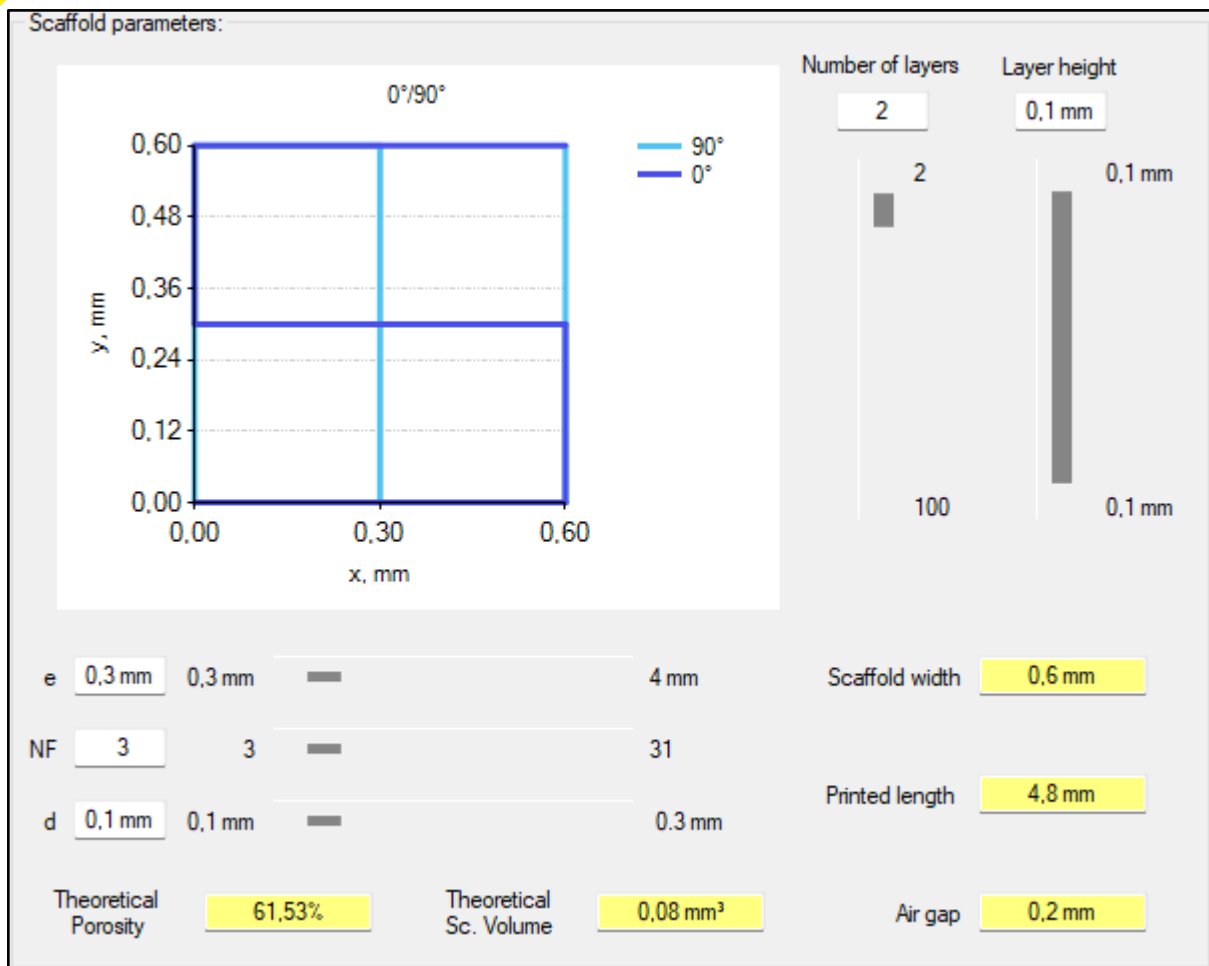 Scaffold parameters:
0°/90°
90°
0°
0,60
0,48
0,36
0,24
0,12
0,00
y, mm
0,00 0,30 0,60
x, mm
Number of layers
2
2
100
Layer height
0,1 mm
0,1 mm
0,1 mm
e 0,3 mm 0,3 mm 4 mm
NF 3 3 31
d 0,1 mm 0,1 mm 0.3 mm
Scaffold width 0,6 mm
Printed length 4,8 mm
Theoretical
Porosity
61,53%
Theoretical
Sc. Volume
0,08 mm³
Air gap 0,2 mm